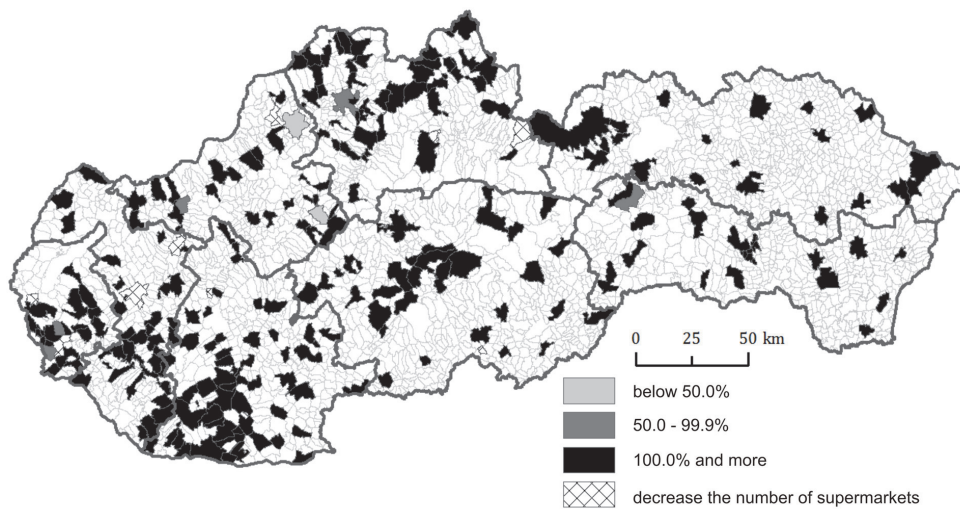 0 25 50 km
below 50.0%
50.0 - 99.9%
100.0% and more
decrease the number of supermarkets